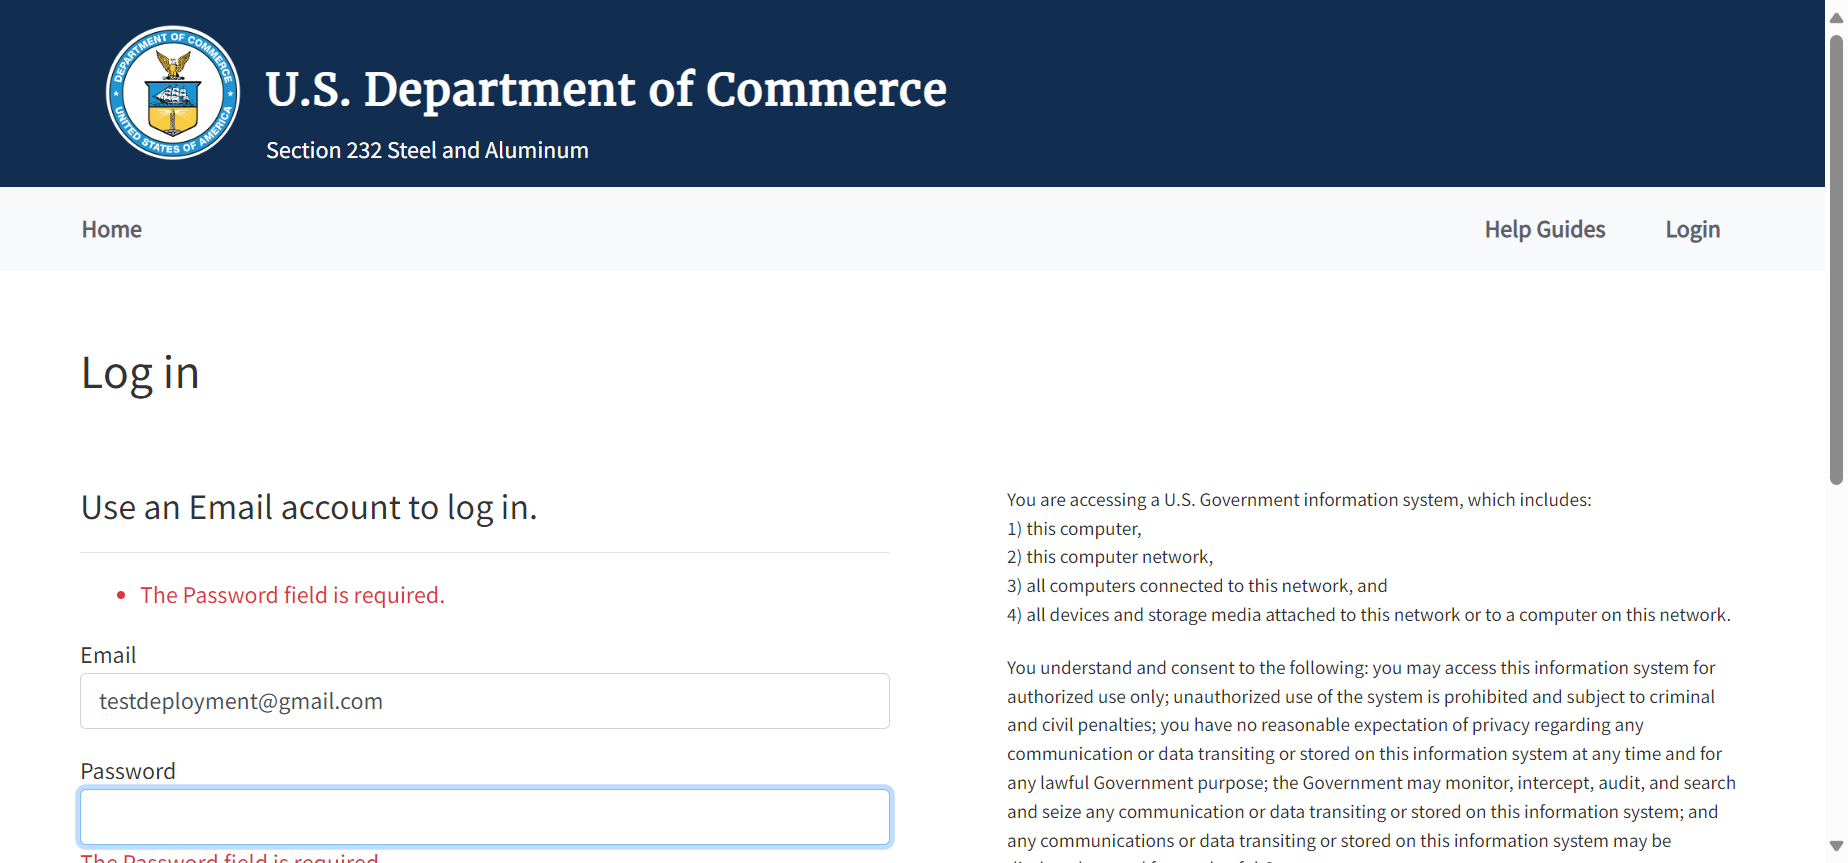 DEPARTMENT OF COMMERCE
UNITED STATES OF AMERICA
U.S. Department of Commerce
Section 232 Steel and Aluminum
Home
Help Guides
Login
Log in
Use an Email account to log in.
The Password field is required.
Email
testdeployment@gmail.com
Password
The Password field is required.
You are accessing a U.S. Government information system, which includes:
1) this computer,
2) this computer network,
3) all computers connected to this network, and
4) all devices and storage media attached to this network or to a computer on this network.
You understand and consent to the following: you may access this information system for
authorized use only; unauthorized use of the system is prohibited and subject to criminal
and civil penalties; you have no reasonable expectation of privacy regarding any
communication or data transiting or stored on this information system at any time and for
any lawful Government purpose; the Government may monitor, intercept, audit, and search
and seize any communication or data transiting or stored on this information system; and
any communications or data transiting or stored on this information system may be